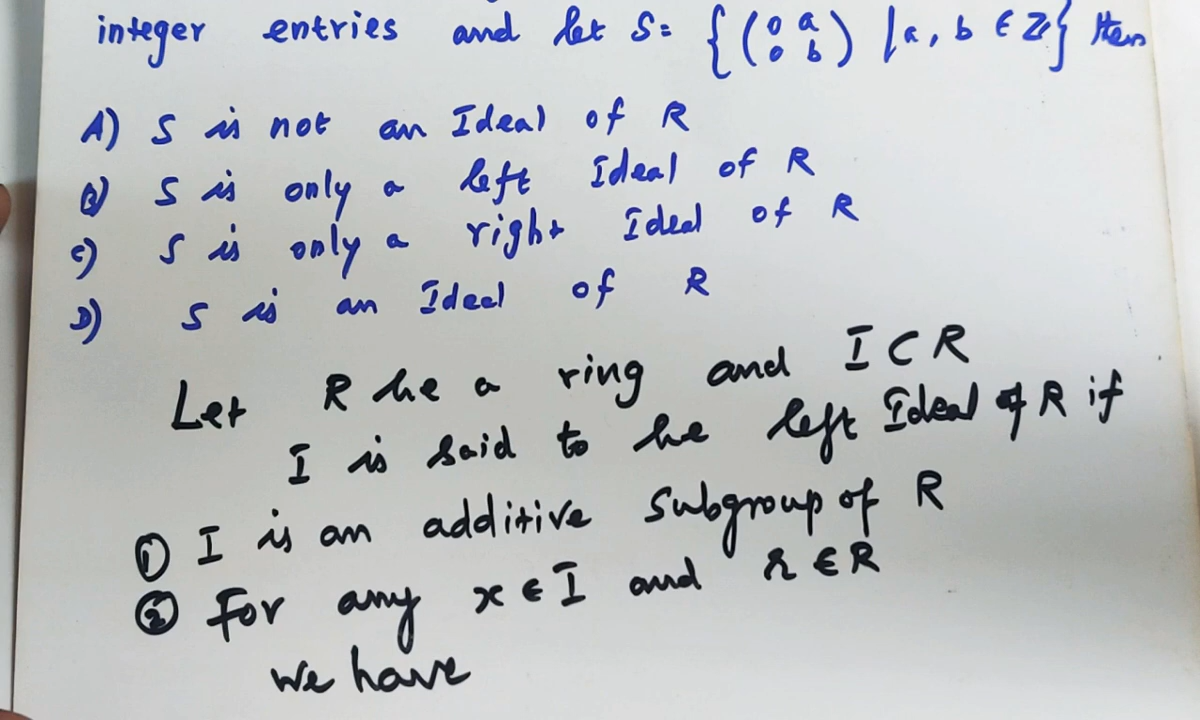 integer entries and let S = { ( 0 a 0 b ) | a, b ∈ ℤ } then
A) S is not an Ideal of R
B) S is only a left Ideal of R
C) S is only a right Ideal of R
D) S is an Ideal of R
Let R be a ring and I ⊂ R
I is said to be left Ideal of R if
① I is an additive subgroup of R
② For any x ∈ I and r ∈ R
we have